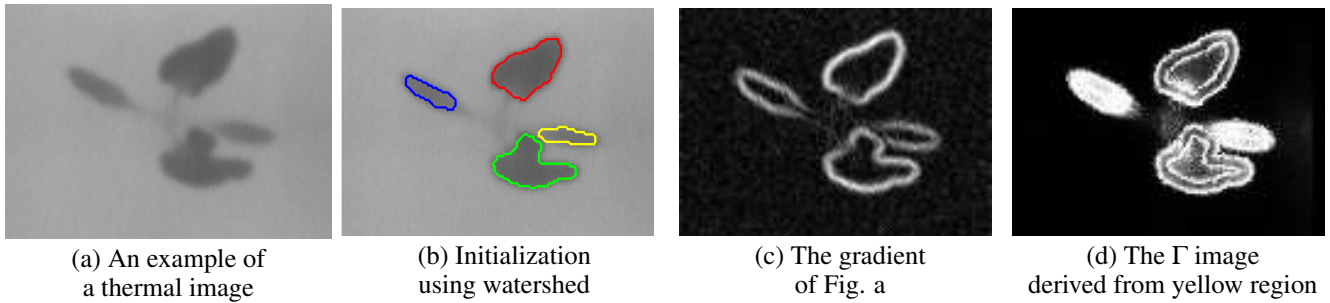 (a) An example of
a thermal image
(b) Initialization
using watershed
(c) The gradient
of Fig. a
(d) The Γ image
derived from yellow region